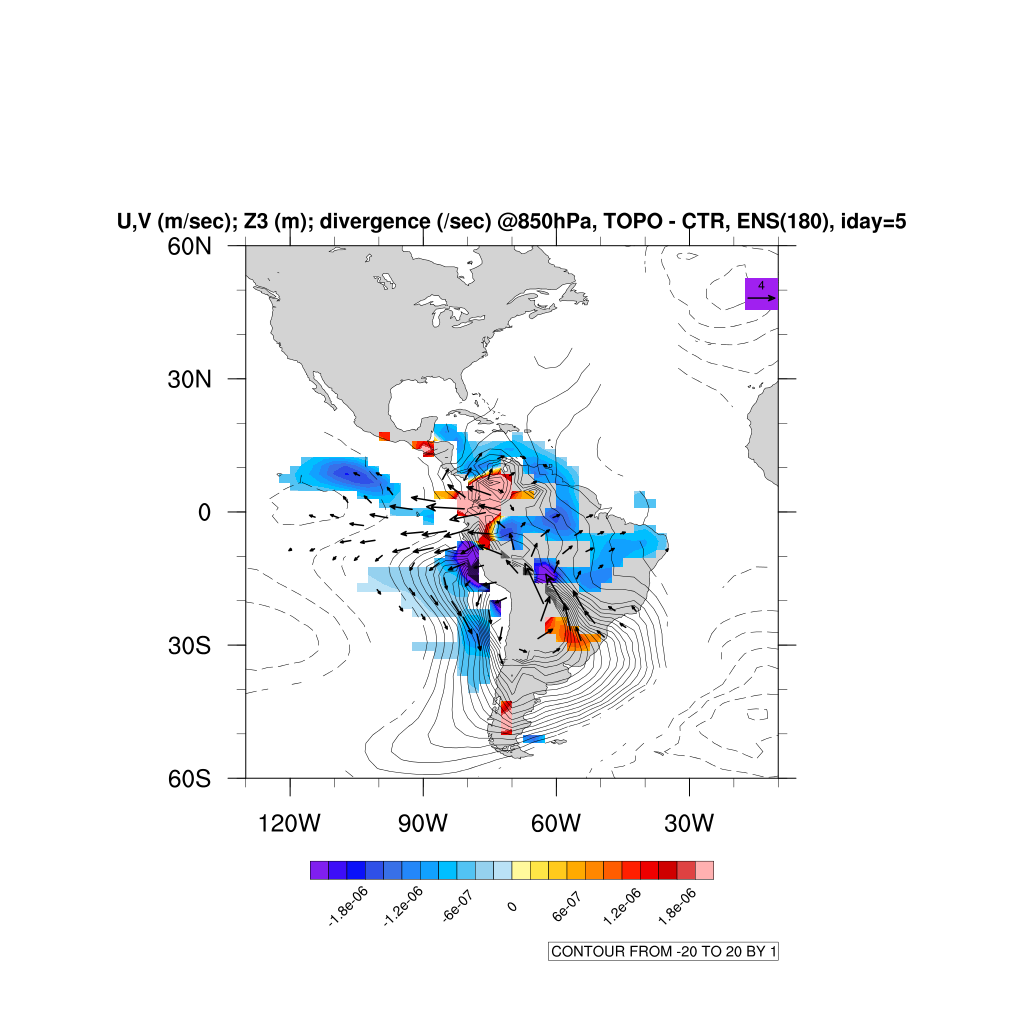 U,V (m/sec); Z3 (m); divergence (/sec) @850hPa, TOPO - CTR, ENS(180), iday=5
60N
4
30N
0
30S
60S
120W 90W 60W 30W
-1.8e-06 -1.2e-06 -6e-07 0 6e-07 1.2e-06 1.8e-06
CONTOUR FROM -20 TO 20 BY 1